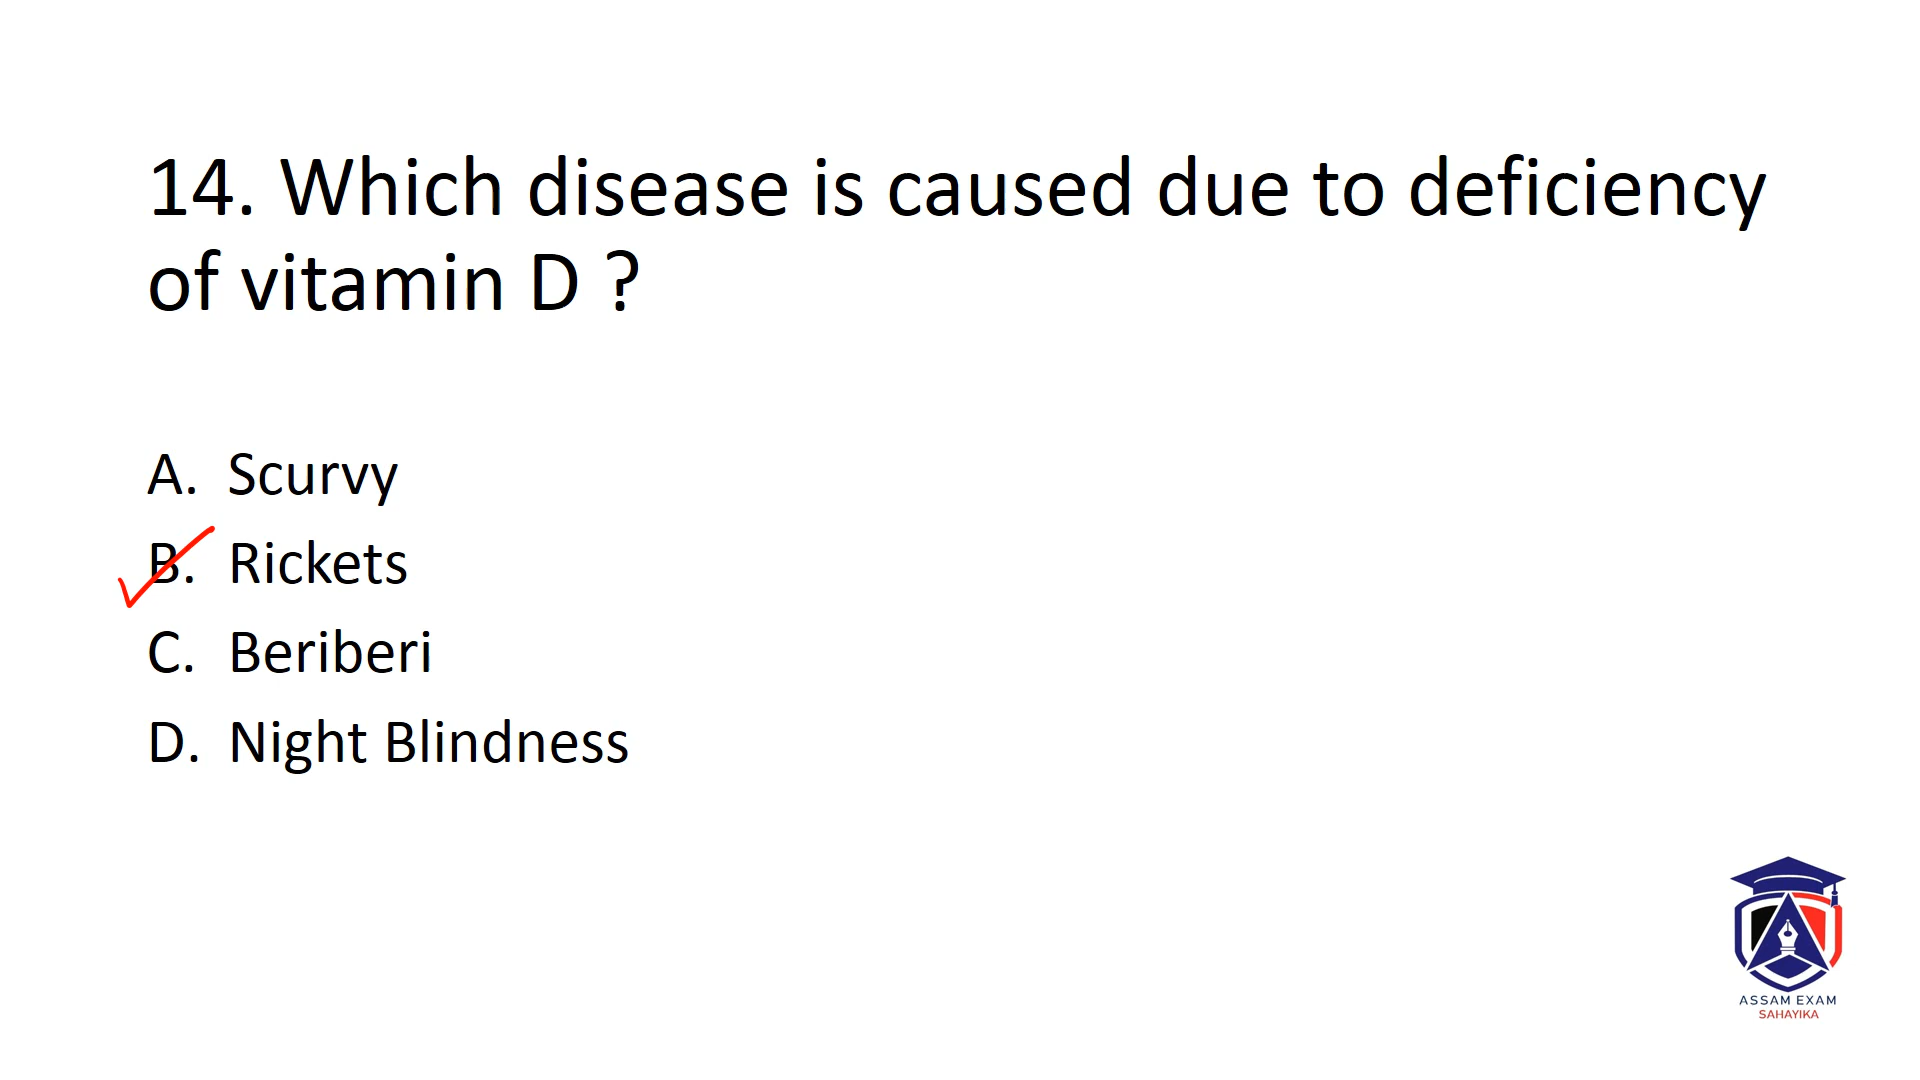 14. Which disease is caused due to deficiency
of vitamin D ?
A. Scurvy
B. Rickets
C. Beriberi
D. Night Blindness
ASSAM EXAM
SAHAYIKA